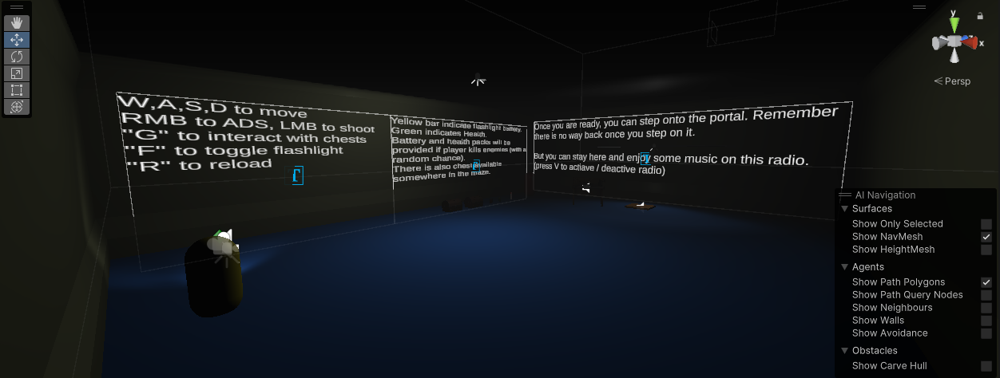 W,A,S,D to move
RMB to ADS, LMB to shoot
"G" to interact with chests
"F" to toggle flashlight
"R" to reload
Yellow bar indicate flashlight battery.
Green indicates Health.
Battery and health packs will be
provided if player kills enemies (with a
random chance).
There is also chest available
somewhere in the maze.
Once you are ready, you can step onto the portal. Remember
there is no way back once you step on it.
But you can stay here and enjoy some music on this radio.
(press V to actiave / deactive radio)
y
x
Persp
AI Navigation
Surfaces
Show Only Selected
Show NavMesh
Show HeightMesh
Agents
Show Path Polygons
Show Path Query Nodes
Show Neighbours
Show Walls
Show Avoidance
Obstacles
Show Carve Hull